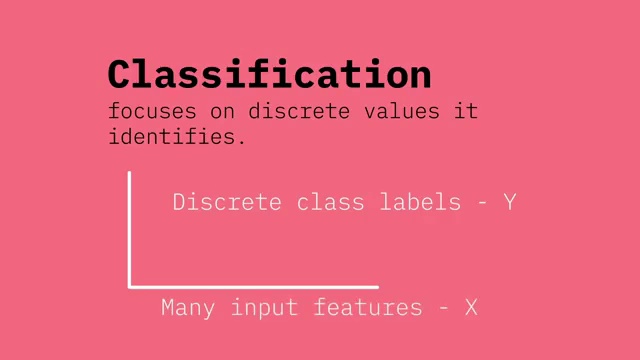 Classification
focuses on discrete values it
identifies.
Discrete class labels - Y
Many input features - X